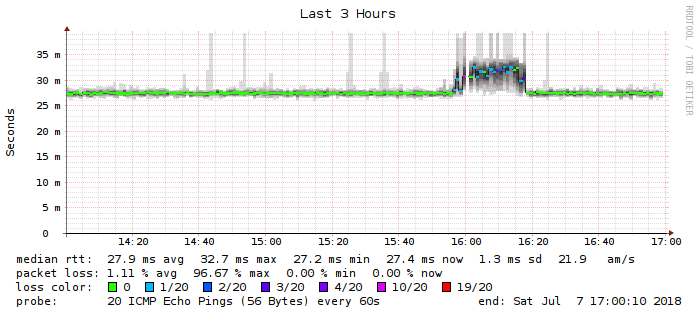 Last 3 Hours
RRDTOOL / TOBI OETIKER
Seconds
35 m
30 m
25 m
20 m
15 m
10 m
5 m
0
14:20 14:40 15:00 15:20 15:40 16:00 16:20 16:40 17:00
median rtt: 27.9 ms avg 32.7 ms max 27.2 ms min 27.4 ms now 1.3 ms sd 21.9 am/s
packet loss: 1.11 % avg 96.67 % max 0.00 % min 0.00 % now
loss color: 0 1/20 2/20 3/20 4/20 10/20 19/20
probe: 20 ICMP Echo Pings (56 Bytes) every 60s end: Sat Jul 7 17:00:10 2018